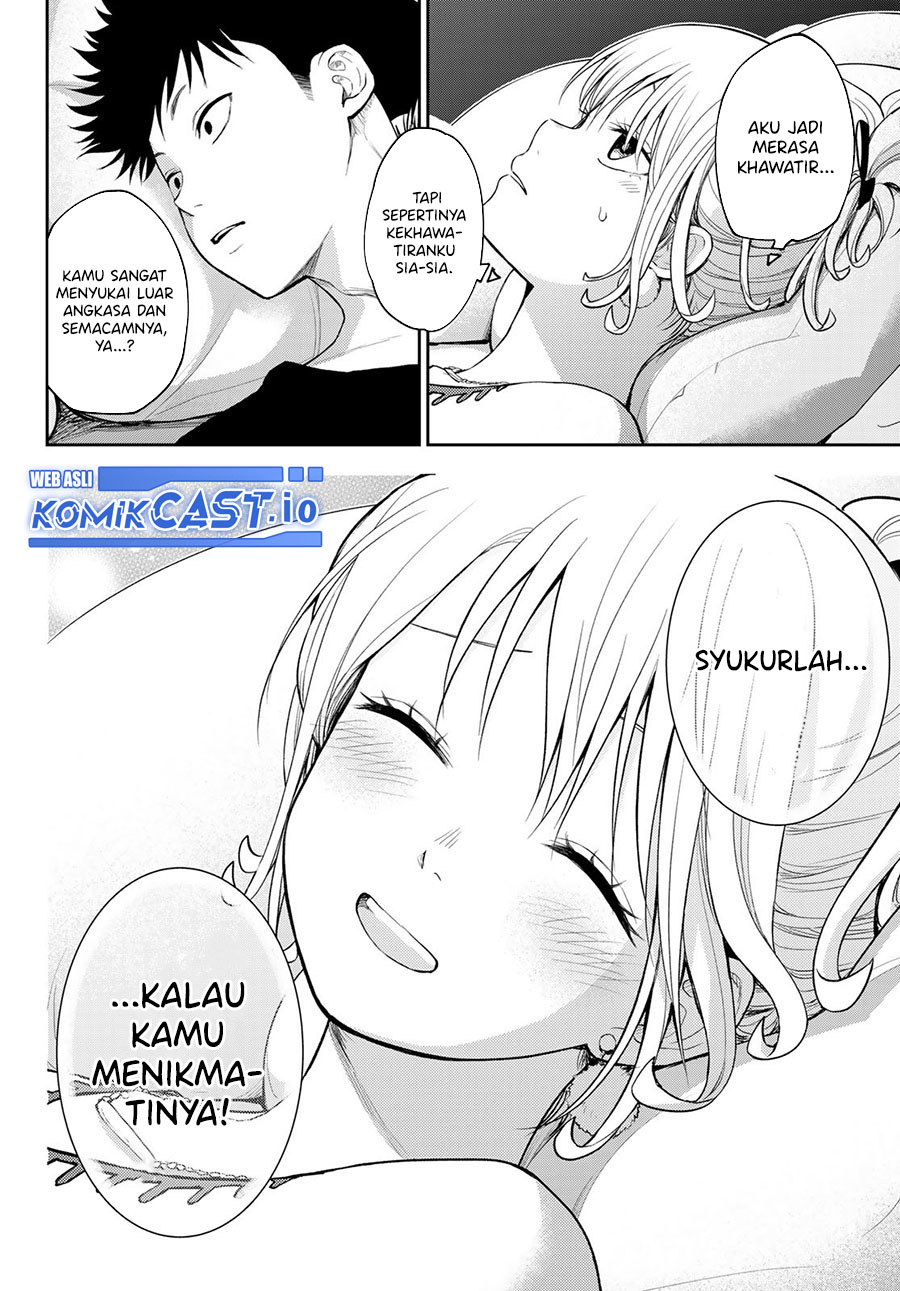 AKU JADI
MERASA
KHAWATIR...
TAPI
SEPERTINYA
KEKHAWA-
TIRANKU
SIA-SIA.
KAMU SANGAT
MENYUKAI LUAR
ANGKASA DAN
SEMACAMNYA,
YA...?
WEB ASLI
KOMIKCAST.io
SYUKURLAH...
...KALAU
KAMU
MENIKMA-
TINYA!